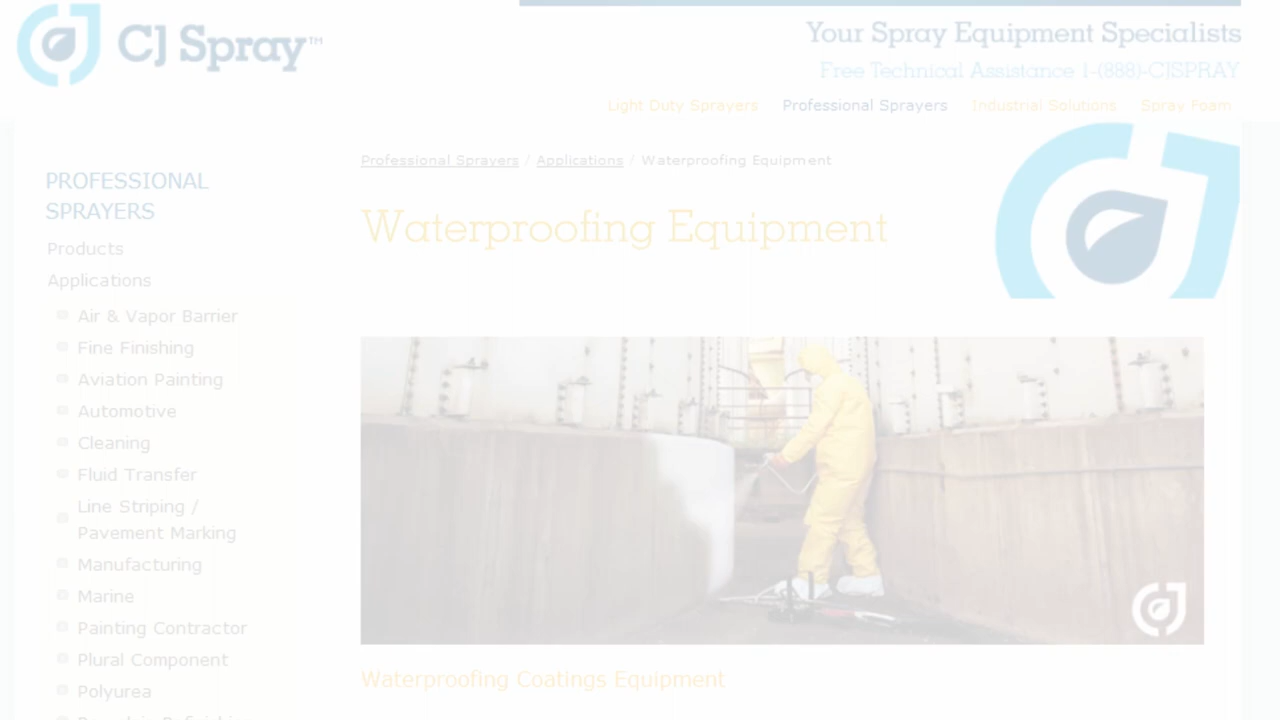 CJ Spray™
Your Spray Equipment Specialists
Free Technical Assistance 1-(888)-CJSPRAY
Light Duty Sprayers Professional Sprayers Industrial Solutions Spray Foam
Professional Sprayers / Applications / Waterproofing Equipment
PROFESSIONAL
SPRAYERS
Products
Applications
Air & Vapor Barrier
Fine Finishing
Aviation Painting
Automotive
Cleaning
Fluid Transfer
Line Striping /
Pavement Marking
Manufacturing
Marine
Painting Contractor
Plural Component
Polyurea
Waterproofing Equipment
Waterproofing Coatings Equipment